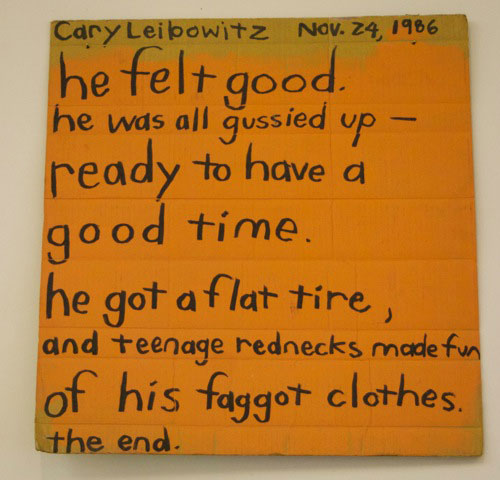 Cary Leibowitz Nov. 24, 1986
he felt good.
he was all gussied up —
ready to have a
good time.
he got a flat tire,
and teenage rednecks made fun
of his faggot clothes.
the end.